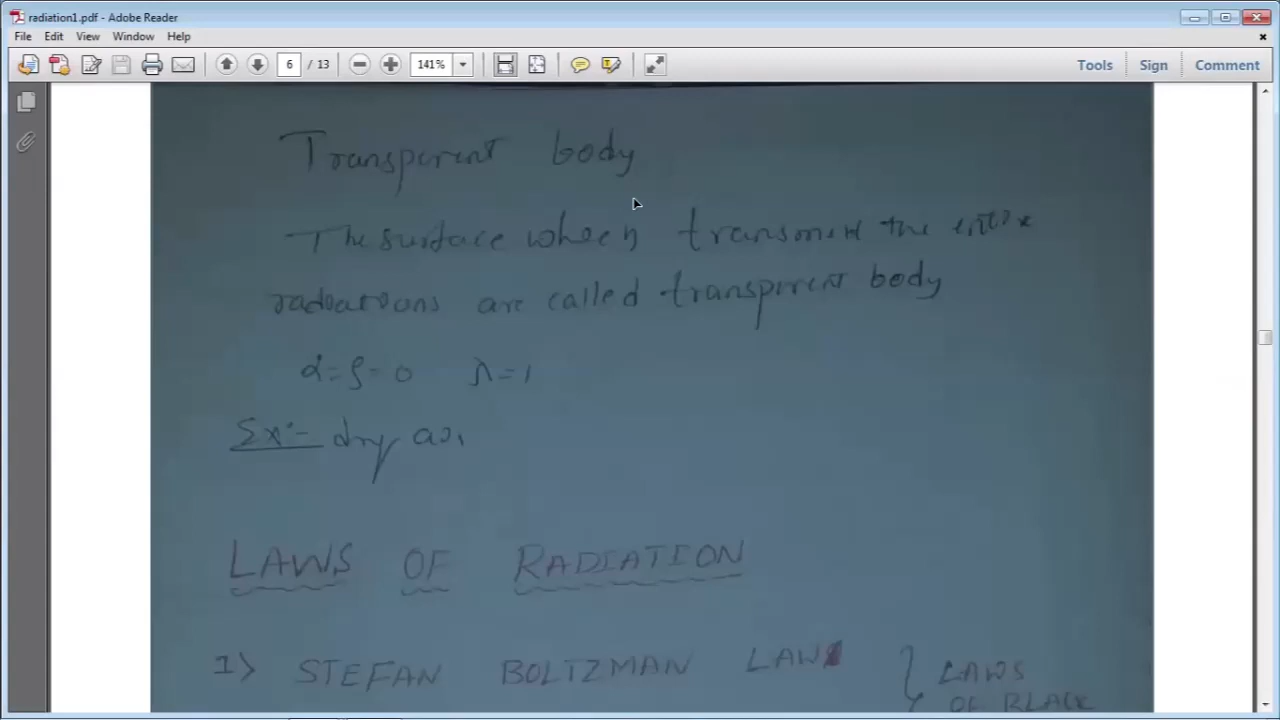 radiation1.pdf - Adobe Reader
File Edit View Window Help
6 / 13 141% Tools Sign Comment
Transperent body
The surface which transmit the entire
radiations are called transperent body
α=ρ=0 λ=1
Ex:- dry air
LAWS OF RADIATION
1) STEFAN BOLTZMAN LAW
LAWS
OF BLACK